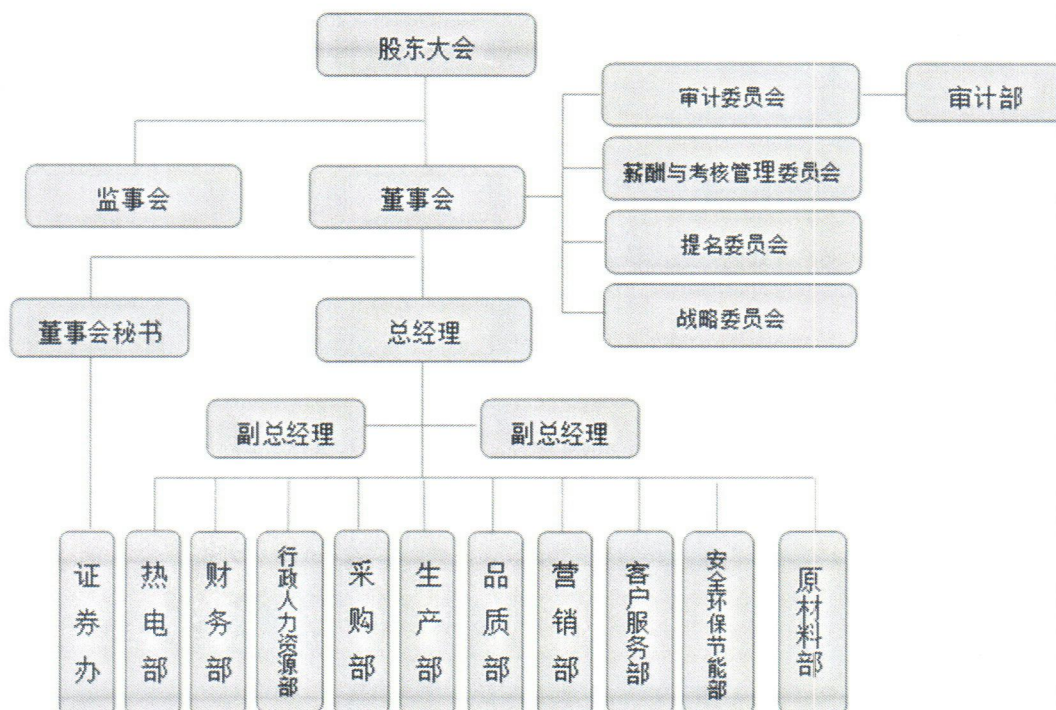 股东大会
审计委员会
审计部
监事会
董事会
薪酬与考核管理委员会
提名委员会
战略委员会
董事会秘书
总经理
副总经理
副总经理
证券办
热电部
财务部
行政人力资源部
采购部
生产部
品质部
营销部
客户服务部
安全环保节能部
原材料部